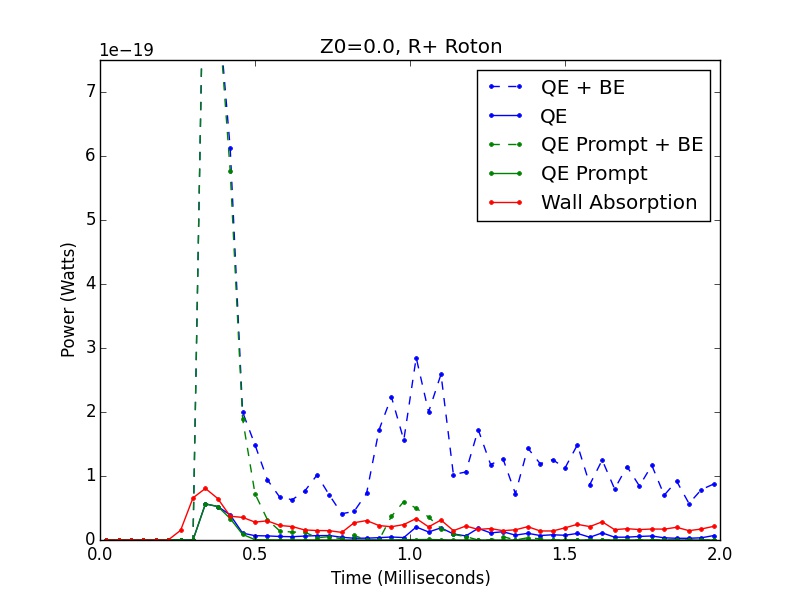 Z0=0.0, R+ Roton
1e−19
7
6
5
4
3
2
1
0
Power (Watts)
QE + BE
QE
QE Prompt + BE
QE Prompt
Wall Absorption
0.0 0.5 1.0 1.5 2.0
Time (Milliseconds)